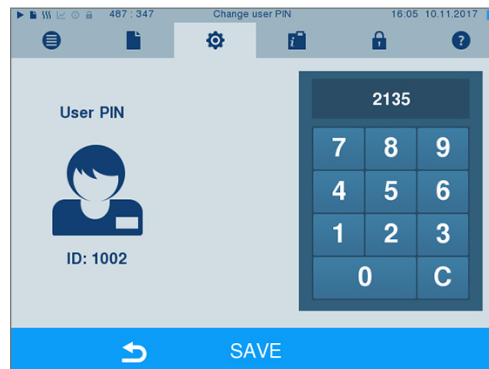 487 : 347 Change user PIN 16:05 10.11.2017
i ?
User PIN
2135
7 8 9
4 5 6
1 2 3
0 C
ID: 1002
SAVE